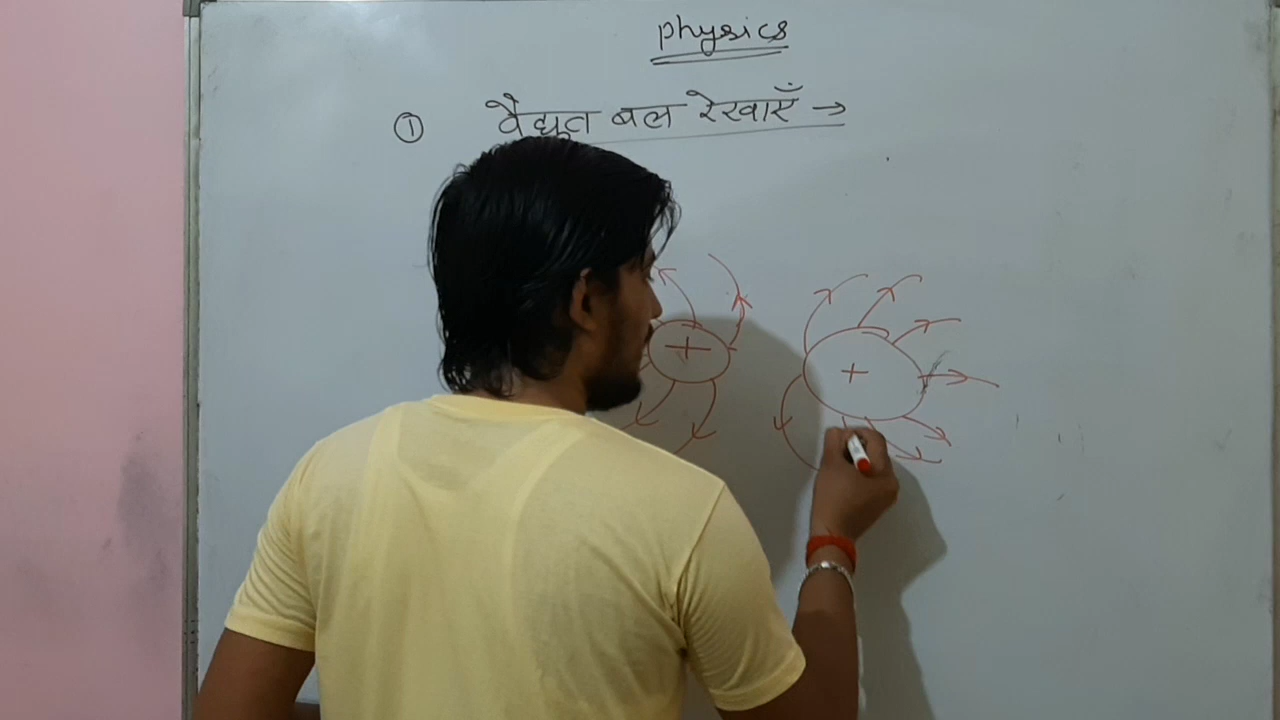 physics
① वैद्युत बल रेखाएँ →
+ +